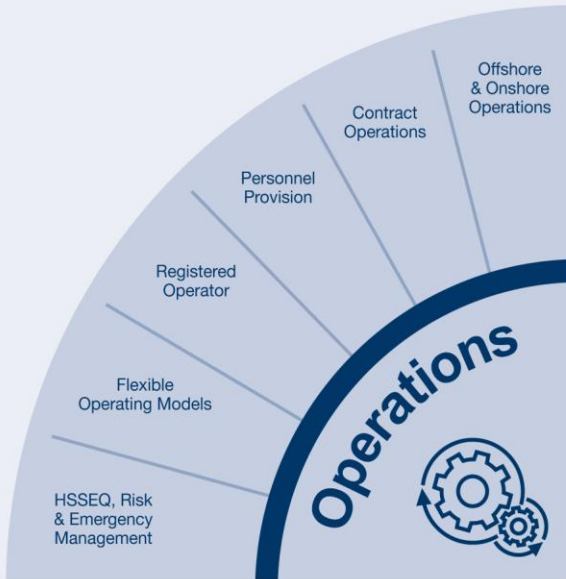 Offshore
& Onshore
Operations
Contract
Operations
Personnel
Provision
Registered
Operator
Flexible
Operating Models
HSSEQ, Risk
& Emergency
Management
Operations